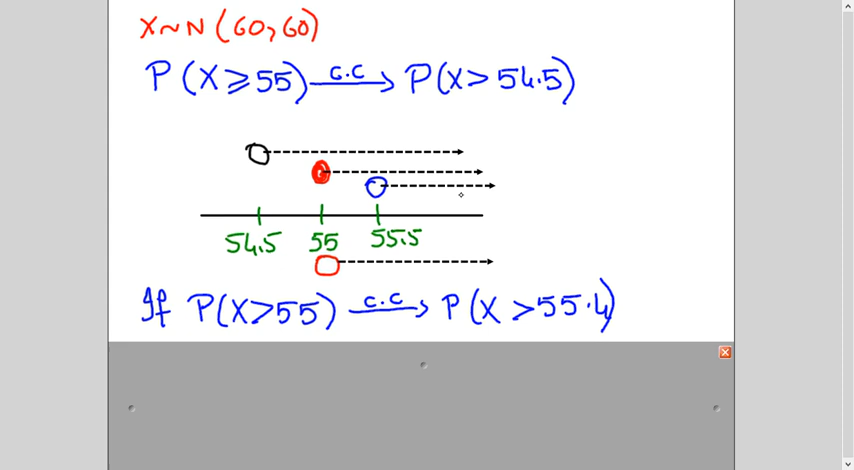 X~N(60,60)
P(X⩾55) C.C → P(X>54.5)
54.5 55 55.5
If P(X>55) C.C → P(X>55.4)